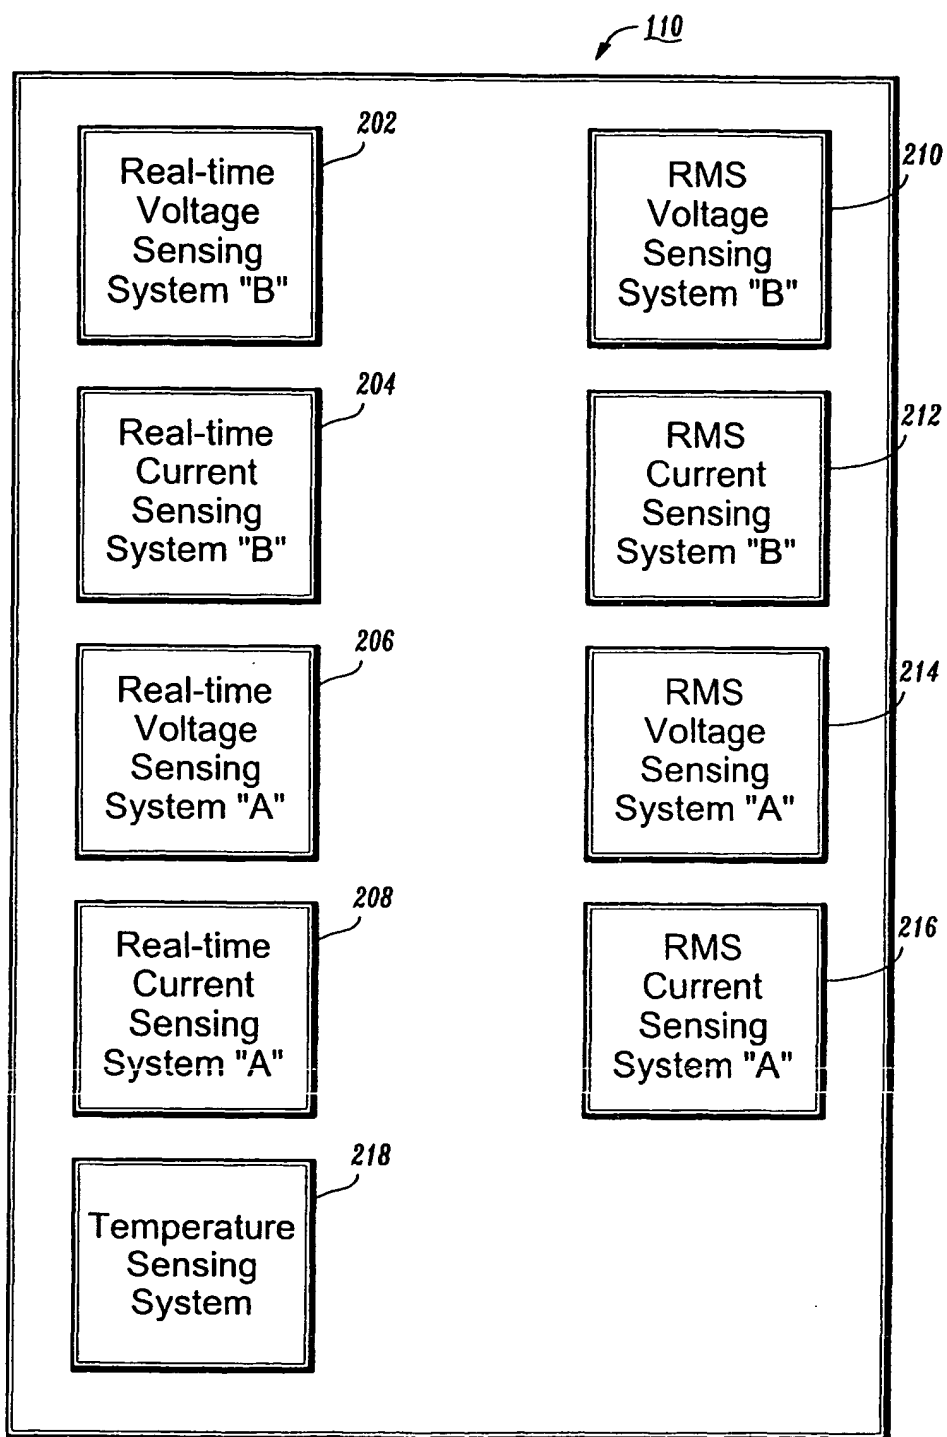 110
202
Real-time
Voltage
Sensing
System "B"
210
RMS
Voltage
Sensing
System "B"
204
Real-time
Current
Sensing
System "B"
212
RMS
Current
Sensing
System "B"
206
Real-time
Voltage
Sensing
System "A"
214
RMS
Voltage
Sensing
System "A"
208
Real-time
Current
Sensing
System "A"
216
RMS
Current
Sensing
System "A"
218
Temperature
Sensing
System